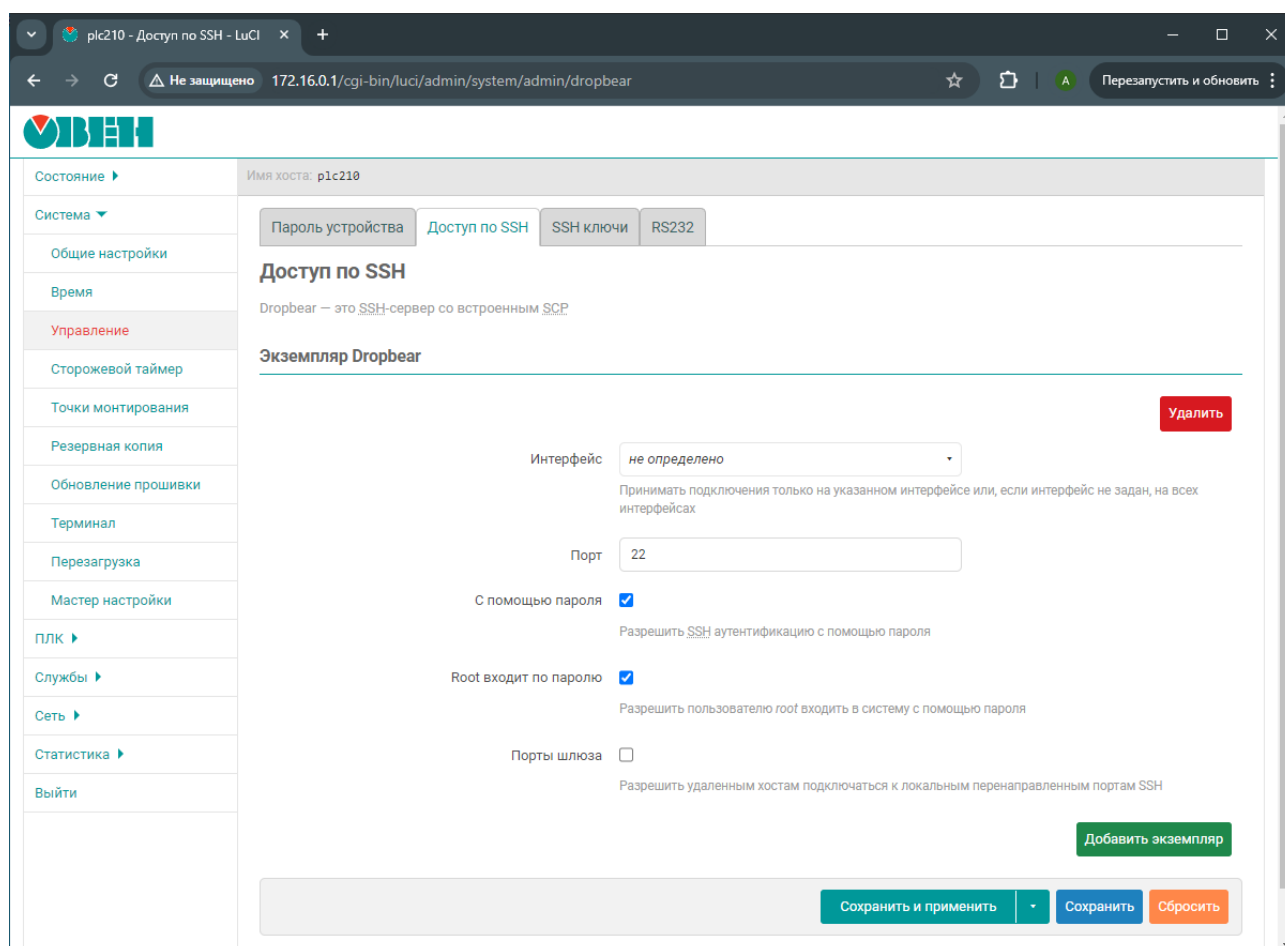 plc210 - Доступ по SSH - LuCI
Не защищено 172.16.0.1/cgi-bin/luci/admin/system/admin/dropbear
A
Перезапустить и обновить
ОВЕН
Состояние
Система
Общие настройки
Время
Управление
Сторожевой таймер
Точки монтирования
Резервная копия
Обновление прошивки
Терминал
Перезагрузка
Мастер настройки
ПЛК
Службы
Сеть
Статистика
Выйти
Имя хоста: plc210
Пароль устройства Доступ по SSH SSH ключи RS232
Доступ по SSH
Dropbear — это SSH-сервер со встроенным SCP
Экземпляр Dropbear
Удалить
Интерфейс не определено
Принимать подключения только на указанном интерфейсе или, если интерфейс не задан, на всех
интерфейсах
Порт 22
С помощью пароля
Разрешить SSH аутентификацию с помощью пароля
Root входит по паролю
Разрешить пользователю root входить в систему с помощью пароля
Порты шлюза
Разрешить удаленным хостам подключаться к локальным перенаправленным портам SSH
Добавить экземпляр
Сохранить и применить Сохранить Сбросить